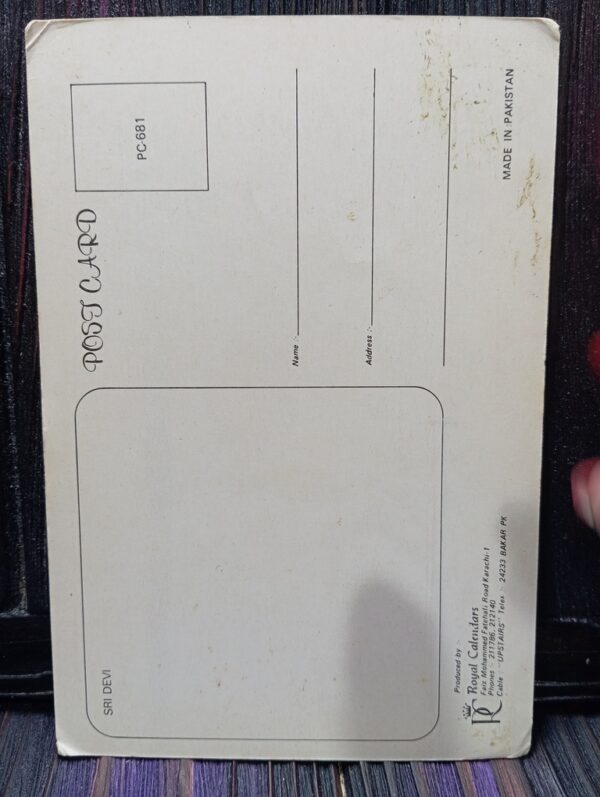 SRI DEVI
POST CARD
PC-681
Name :-
Address :-
Produced by :-
Royal Calendars
Faiz Mohammed Fatehali Road Karachi-1
Phones : 211786, 212140
Cable : "UPSTAIRS" Telex :- 24233 BAKAR PK
MADE IN PAKISTAN